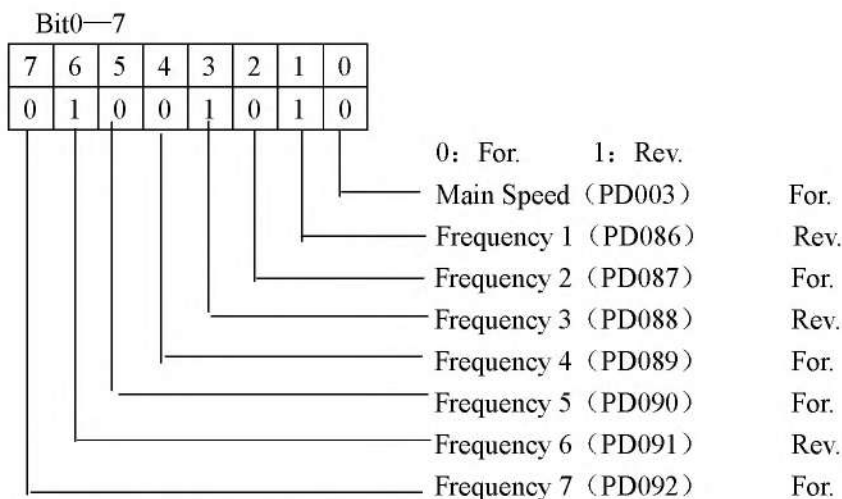 Bit0—7
7 6 5 4 3 2 1 0
0 1 0 0 1 0 1 0
0: For. 1: Rev.
Main Speed (PD003) For.
Frequency 1 (PD086) Rev.
Frequency 2 (PD087) For.
Frequency 3 (PD088) Rev.
Frequency 4 (PD089) For.
Frequency 5 (PD090) For.
Frequency 6 (PD091) Rev.
Frequency 7 (PD092) For.